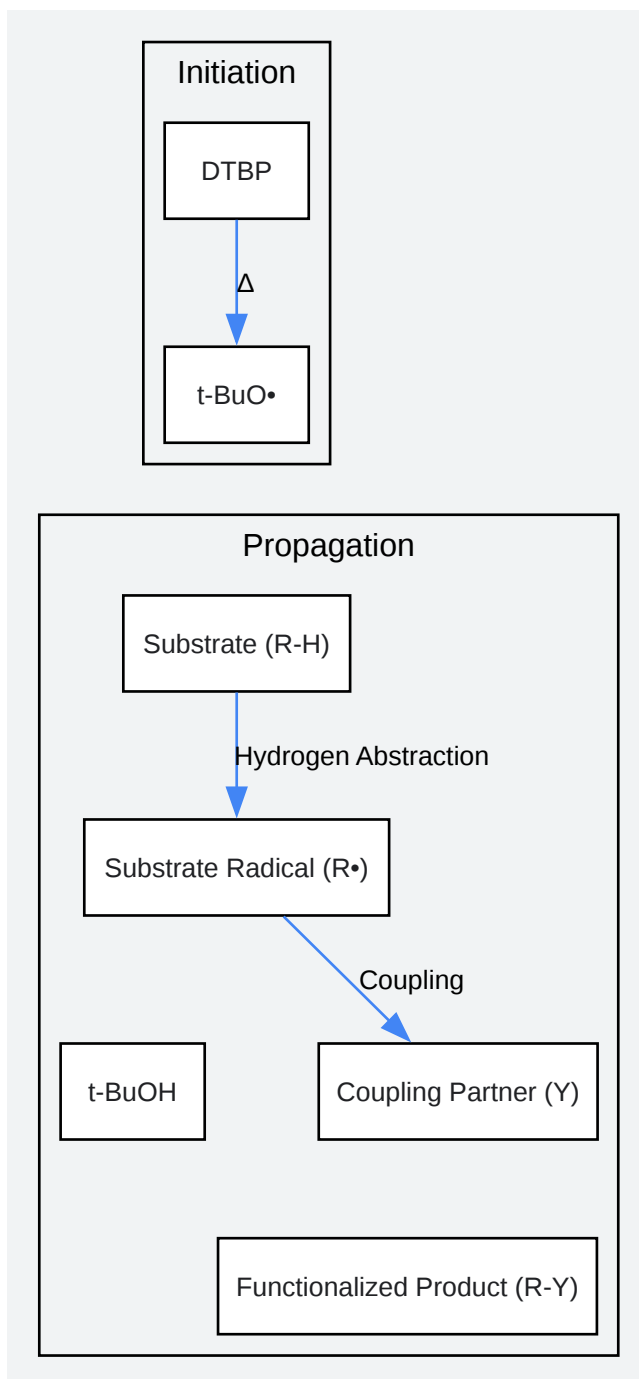 Initiation
DTBP
Δ
t-BuO•
Propagation
Substrate (R-H)
Hydrogen Abstraction
Substrate Radical (R•)
Coupling
t-BuOH
Coupling Partner (Y)
Functionalized Product (R-Y)